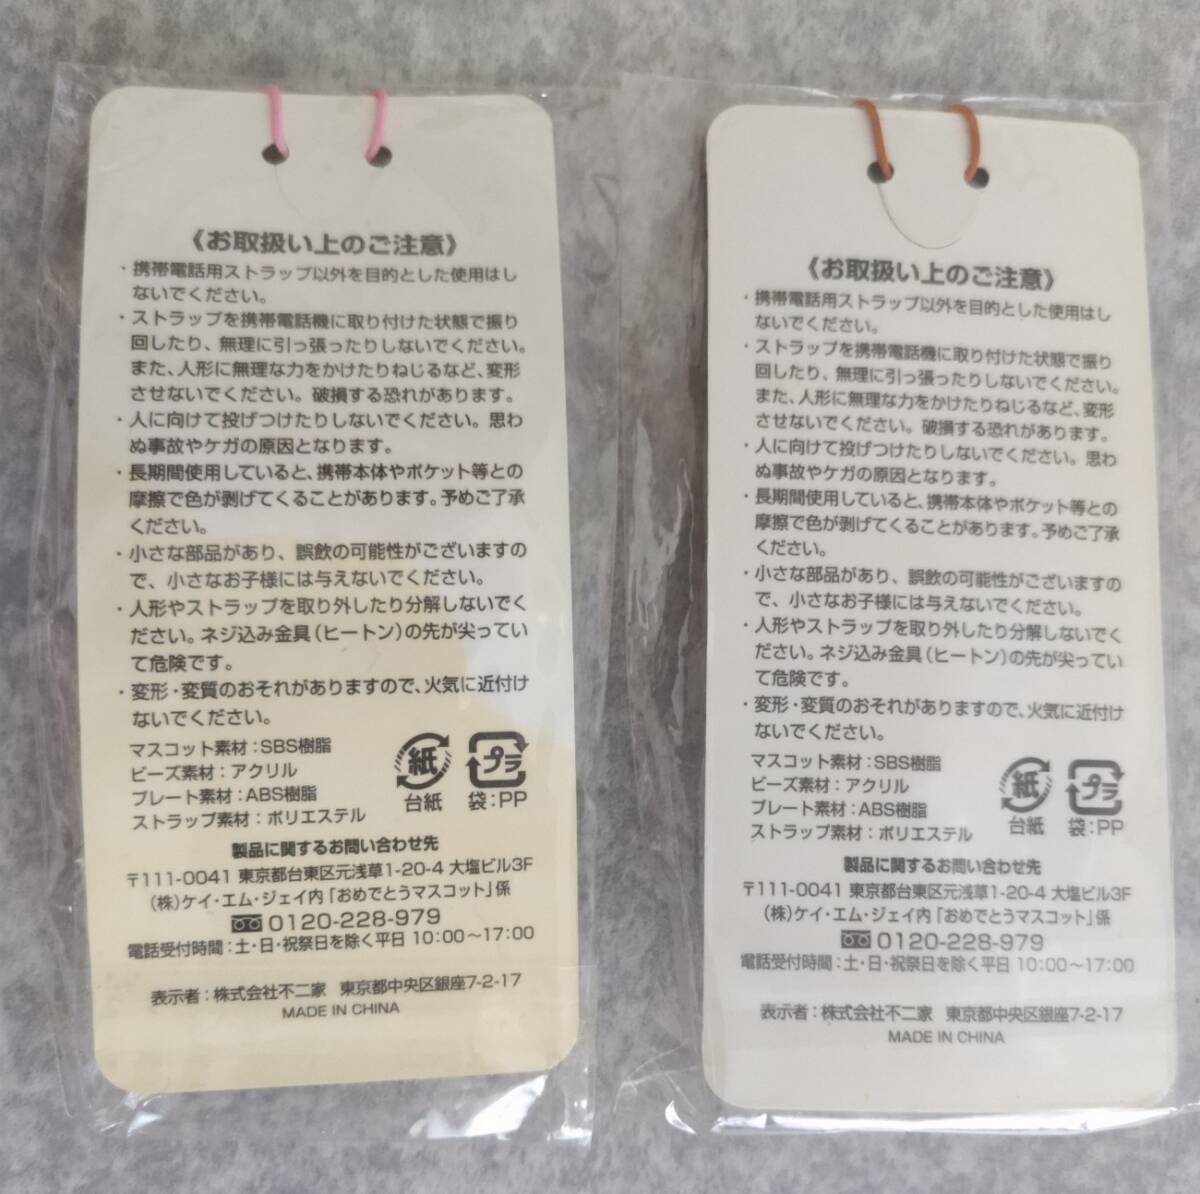 《お取扱い上のご注意》
・携帯電話用ストラップ以外を目的とした使用はし
ないでください。
・ストラップを携帯電話機に取り付けた状態で振り
回したり、無理に引っ張ったりしないでください。
また、人形に無理な力をかけたりねじるなど、変形
させないでください。破損する恐れがあります。
・人に向けて投げつけたりしないでください。思わ
ぬ事故やケガの原因となります。
・長期間使用していると、携帯本体やポケット等との
摩擦で色が剥げてくることがあります。予めご了承
ください。
・小さな部品があり、誤飲の可能性がございますの
で、小さなお子様には与えないでください。
・人形やストラップを取り外したり分解しないでく
ださい。ネジ込み金具(ヒートン)の先が尖ってい
て危険です。
・変形・変質のおそれがありますので、火気に近付け
ないでください。
マスコット素材:SBS樹脂
ビーズ素材:アクリル
プレート素材:ABS樹脂
ストラップ素材:ポリエステル
紙
台紙
プラ
袋:PP
製品に関するお問い合わせ先
〒111-0041 東京都台東区元浅草1-20-4 大塩ビル3F
(株)ケイ・エム・ジェイ内「おめでとうマスコット」係
0120-228-979
電話受付時間:土・日・祝祭日を除く平日 10:00〜17:00
表示者:株式会社不二家 東京都中央区銀座7-2-17
MADE IN CHINA
《お取扱い上のご注意》
・携帯電話用ストラップ以外を目的とした使用はし
ないでください。
・ストラップを携帯電話機に取り付けた状態で振り
回したり、無理に引っ張ったりしないでください。
また、人形に無理な力をかけたりねじるなど、変形
させないでください。破損する恐れがあります。
・人に向けて投げつけたりしないでください。思わ
ぬ事故やケガの原因となります。
・長期間使用していると、携帯本体やポケット等との
摩擦で色が剥げてくることがあります。予めご了承
ください。
・小さな部品があり、誤飲の可能性がございますの
で、小さなお子様には与えないでください。
・人形やストラップを取り外したり分解しないでく
ださい。ネジ込み金具(ヒートン)の先が尖ってい
て危険です。
・変形・変質のおそれがありますので、火気に近付け
ないでください。
マスコット素材:SBS樹脂
ビーズ素材:アクリル
プレート素材:ABS樹脂
ストラップ素材:ポリエステル
紙
台紙
プラ
袋:PP
製品に関するお問い合わせ先
〒111-0041 東京都台東区元浅草1-20-4 大塩ビル3F
(株)ケイ・エム・ジェイ内「おめでとうマスコット」係
0120-228-979
電話受付時間:土・日・祝祭日を除く平日 10:00〜17:00
表示者:株式会社不二家 東京都中央区銀座7-2-17
MADE IN CHINA